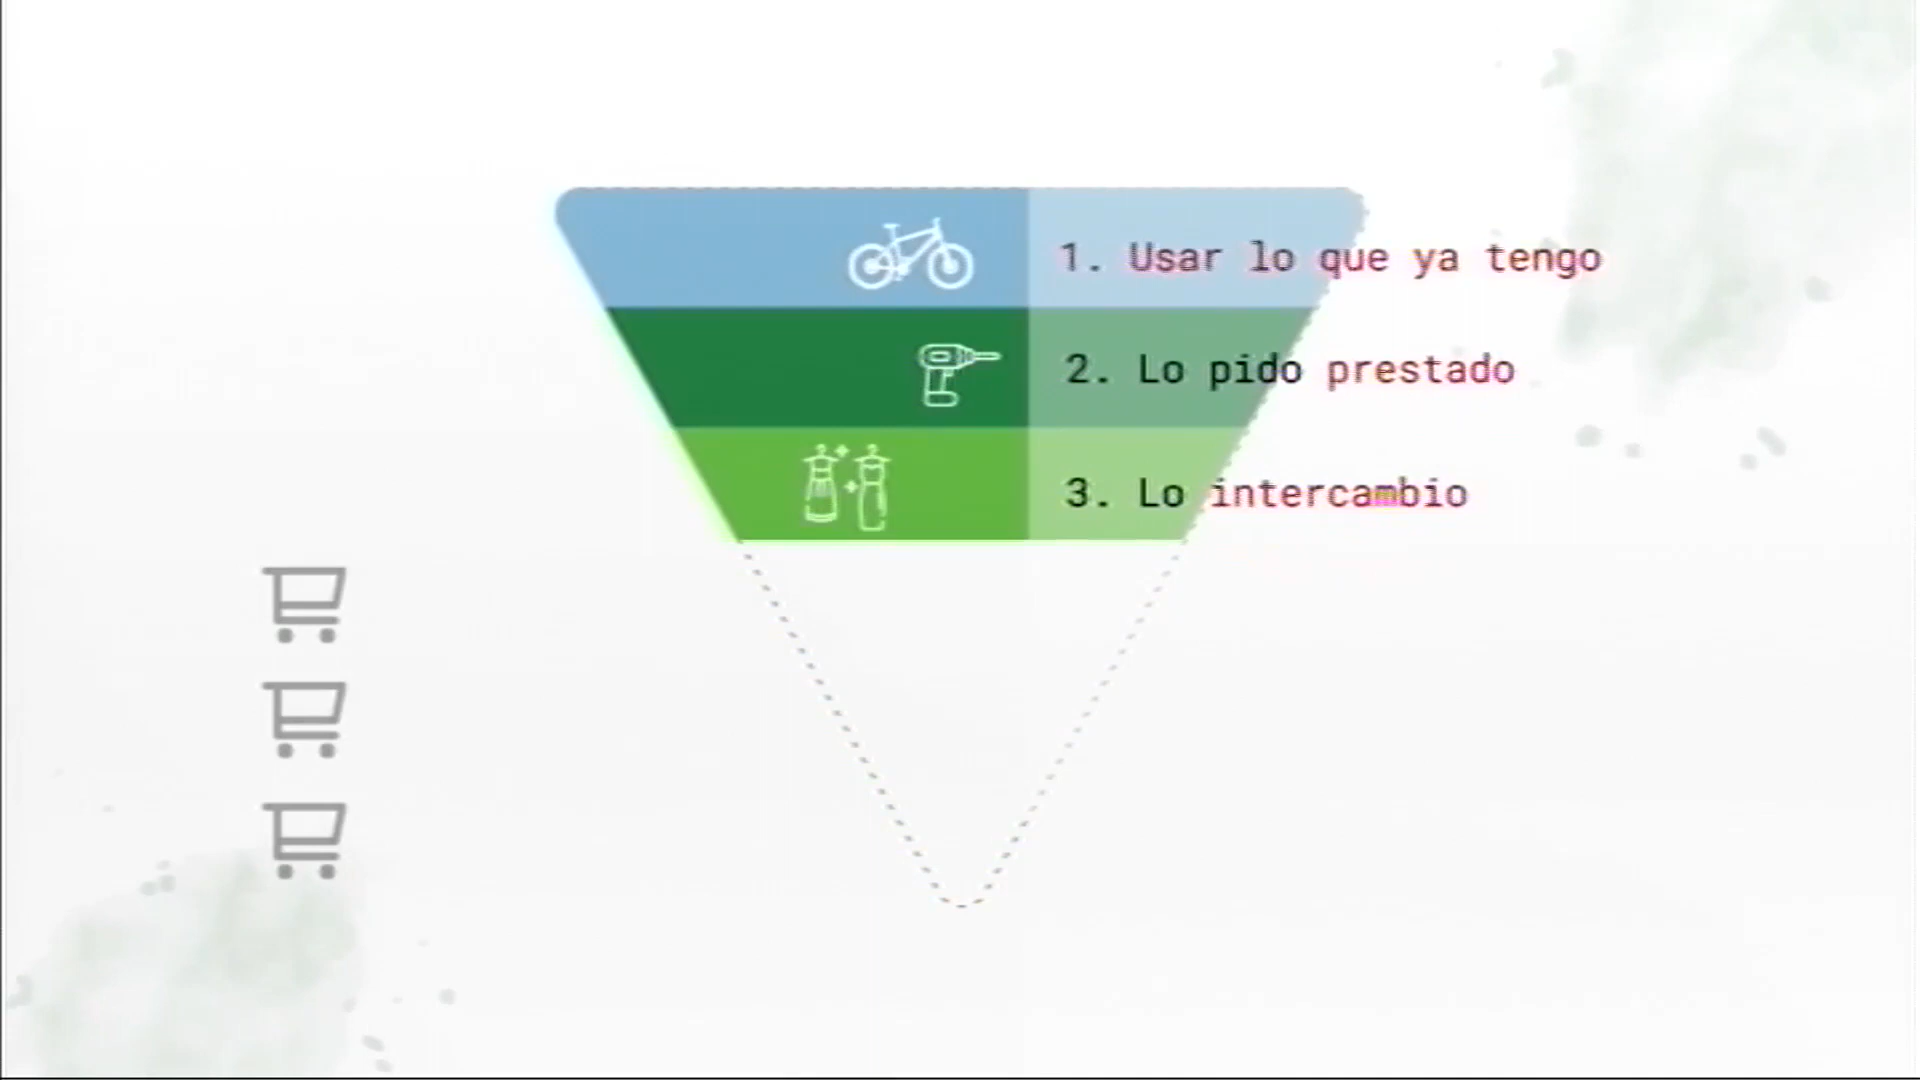 1. Usar lo que ya tengo
2. Lo pido prestado
3. Lo intercambio